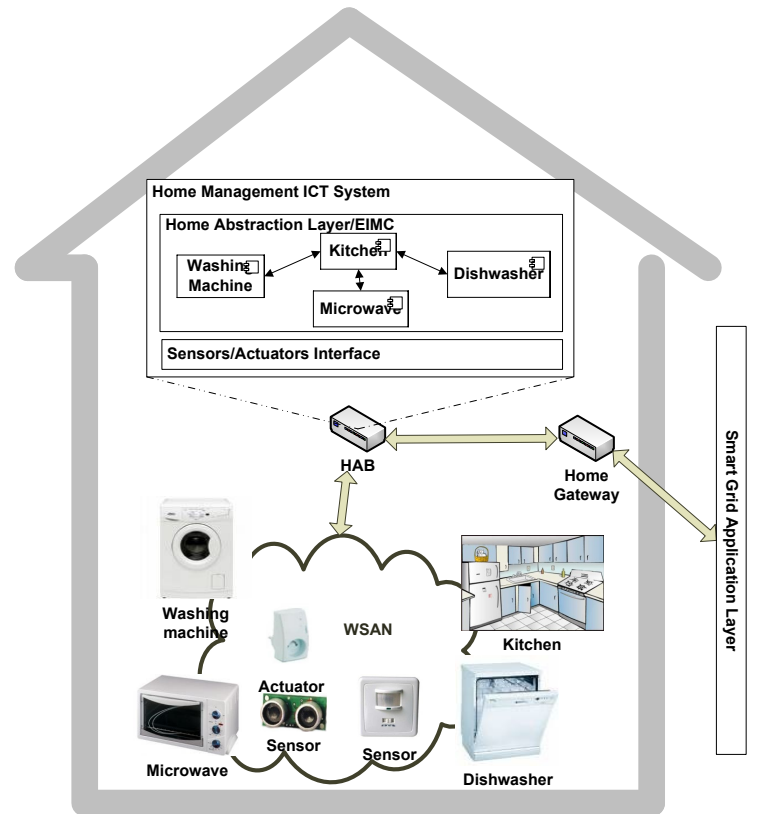 Home Management ICT System
Home Abstraction Layer/EIMC
Kitchen
Washing
Machine
Dishwasher
Microwave
Sensors/Actuators Interface
HAB
Home
Gateway
Smart Grid Application Layer
Washing
machine
WSAN
Kitchen
Actuator
Sensor
Sensor
Microwave
Dishwasher